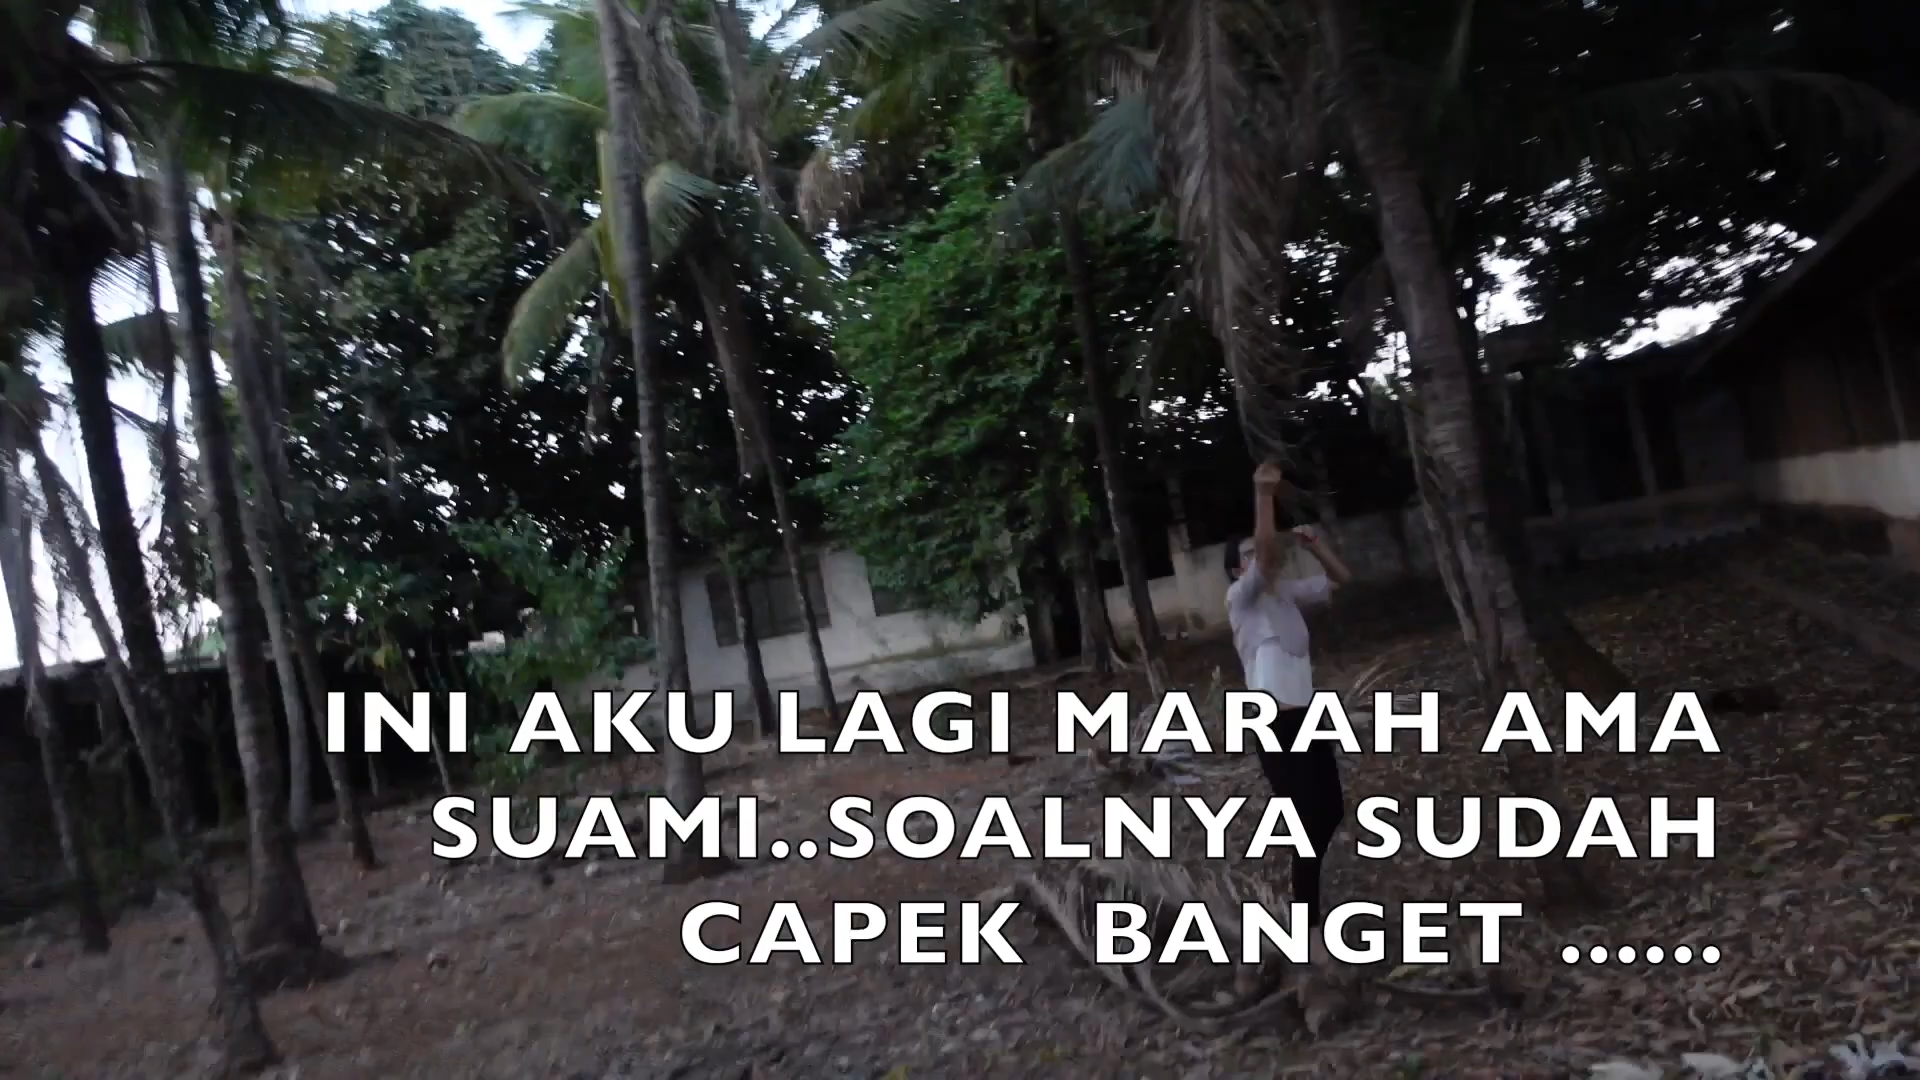 INI AKU LAGI MARAH AMA
SUAMI..SOALNYA SUDAH
CAPEK  BANGET ......